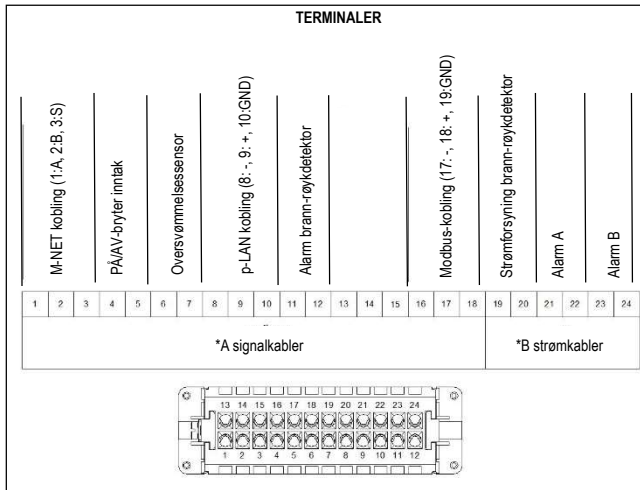 TERMINALER
M-NET kobling (1:A, 2:B, 3:S)
PÅ/AV-bryter inntak
Oversvømmelsessensor
p-LAN kobling (8: -, 9: +, 10:GND)
Alarm brann-røykdetektor
Modbus-kobling (17: -, 18: +, 19:GND)
Strømforsyning brann-røykdetektor
Alarm A
Alarm B
1 2 3 4 5 6 7 8 9 10 11 12 13 14 15 16 17 18 19 20 21 22 23 24
*A signalkabler *B strømkabler
13 14 15 16 17 18 19 20 21 22 23 24
1 2 3 4 5 6 7 8 9 10 11 12